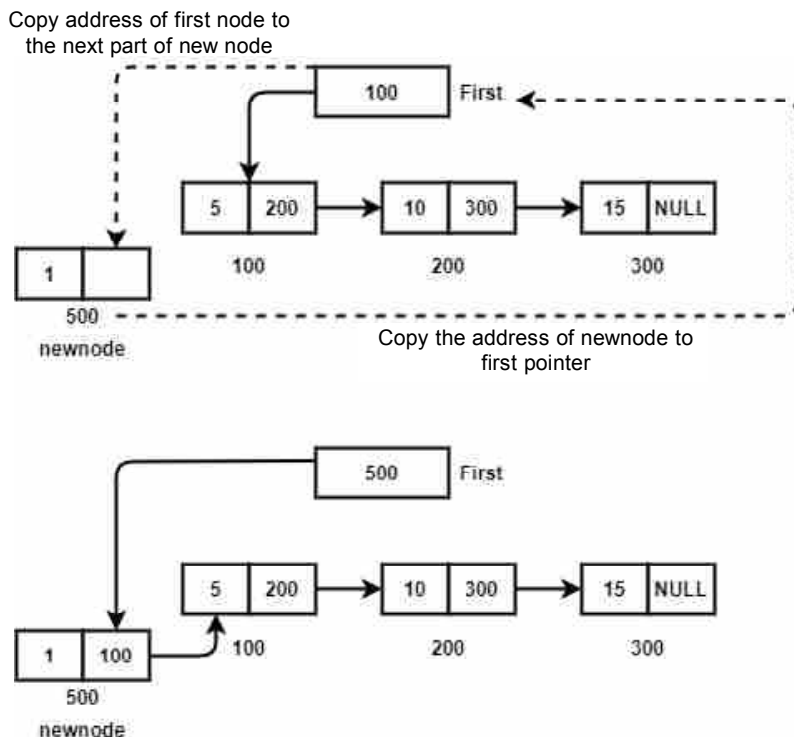 Copy address of first node to
the next part of new node
100 First
5 200 10 300 15 NULL
100 200 300
1
500
newnode
Copy the address of newnode to
first pointer
500 First
5 200 10 300 15 NULL
100 200 300
1 100
500
newnode